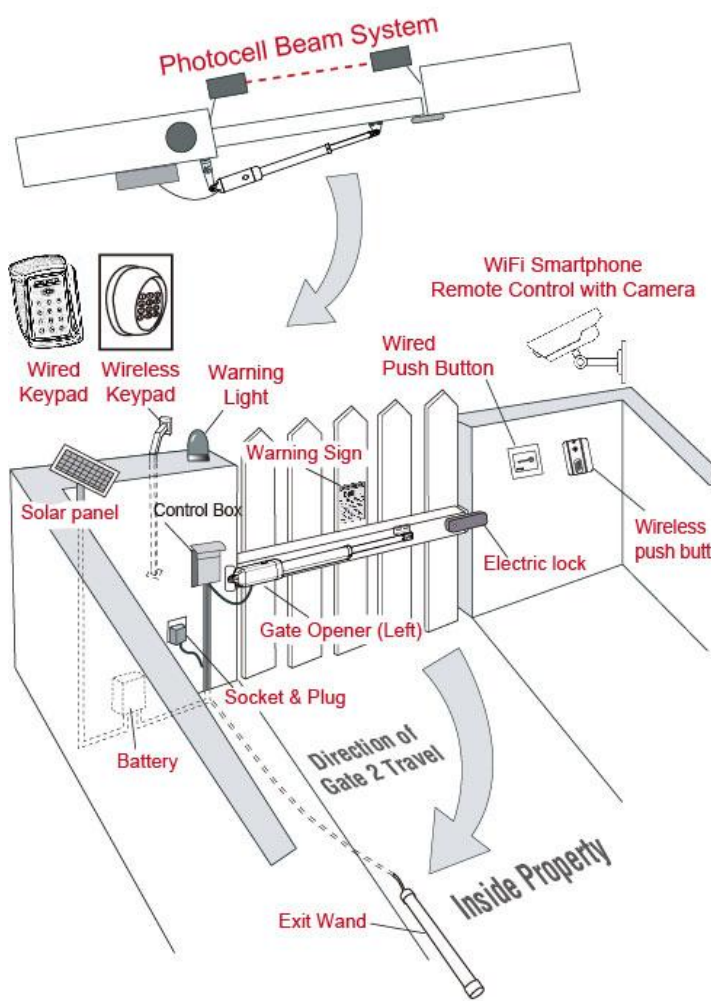 Photocell Beam System
WiFi Smartphone
Remote Control with Camera
Wired
Keypad
Wireless
Keypad
Warning
Light
Wired
Push Button
Warning Sign
Solar panel
Control Box
Wireless
push butt
Electric lock
Gate Opener (Left)
Socket & Plug
Battery
Direction of
Gate 2 Travel
Inside Property
Exit Wand